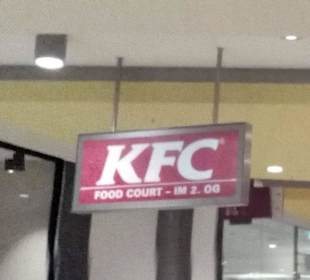 KFC
FOOD COURT - IM 2. OG